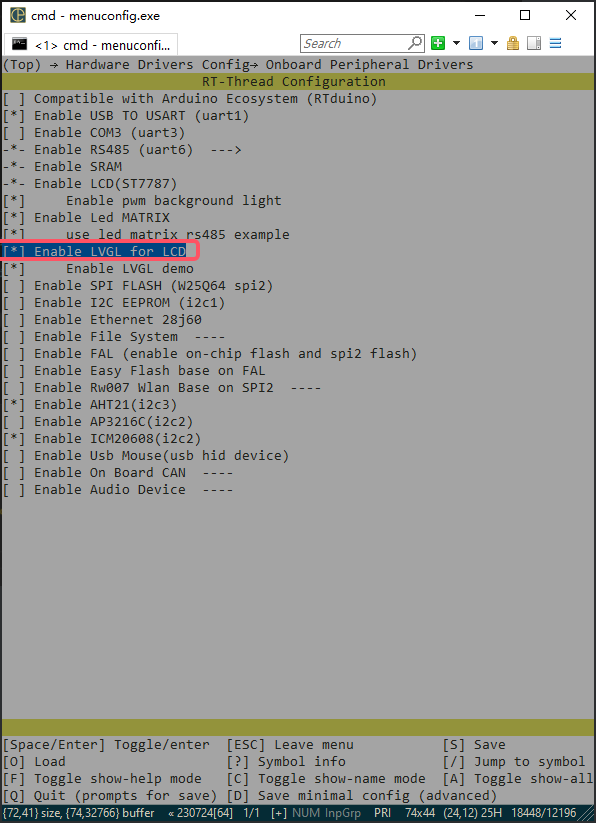 cmd - menuconfig.exe
<1> cmd - menuconfi...
Search
(Top) → Hardware Drivers Config→ Onboard Peripheral Drivers
RT-Thread Configuration
[ ] Compatible with Arduino Ecosystem (RTduino)
[*] Enable USB TO USART (uart1)
[ ] Enable COM3 (uart3)
-*- Enable RS485 (uart6)  --->
-*- Enable SRAM
-*- Enable LCD(ST7787)
[*]     Enable pwm background light
[*] Enable Led MATRIX
[*]     use led matrix rs485 example
[*] Enable LVGL for LCD
[*]     Enable LVGL demo
[ ] Enable SPI FLASH (W25Q64 spi2)
[ ] Enable I2C EEPROM (i2c1)
[ ] Enable Ethernet 28j60
[ ] Enable File System  ----
[ ] Enable FAL (enable on-chip flash and spi2 flash)
[ ] Enable Easy Flash base on FAL
[ ] Enable Rw007 Wlan Base on SPI2  ----
[*] Enable AHT21(i2c3)
[ ] Enable AP3216C(i2c2)
[*] Enable ICM20608(i2c2)
[ ] Enable Usb Mouse(usb hid device)
[ ] Enable On Board CAN  ----
[ ] Enable Audio Device  ----
[Space/Enter] Toggle/enter  [ESC] Leave menu  [S] Save
[O] Load  [?] Symbol info  [/] Jump to symbol
[F] Toggle show-help mode  [C] Toggle show-name mode  [A] Toggle show-all
[Q] Quit (prompts for save) [D] Save minimal config (advanced)
{72,41} size, {74,32766} buffer  « 230724[64]  1/1  [+] NUM InpGrp  PRI  74x44  (24,12) 25H  18448/12196